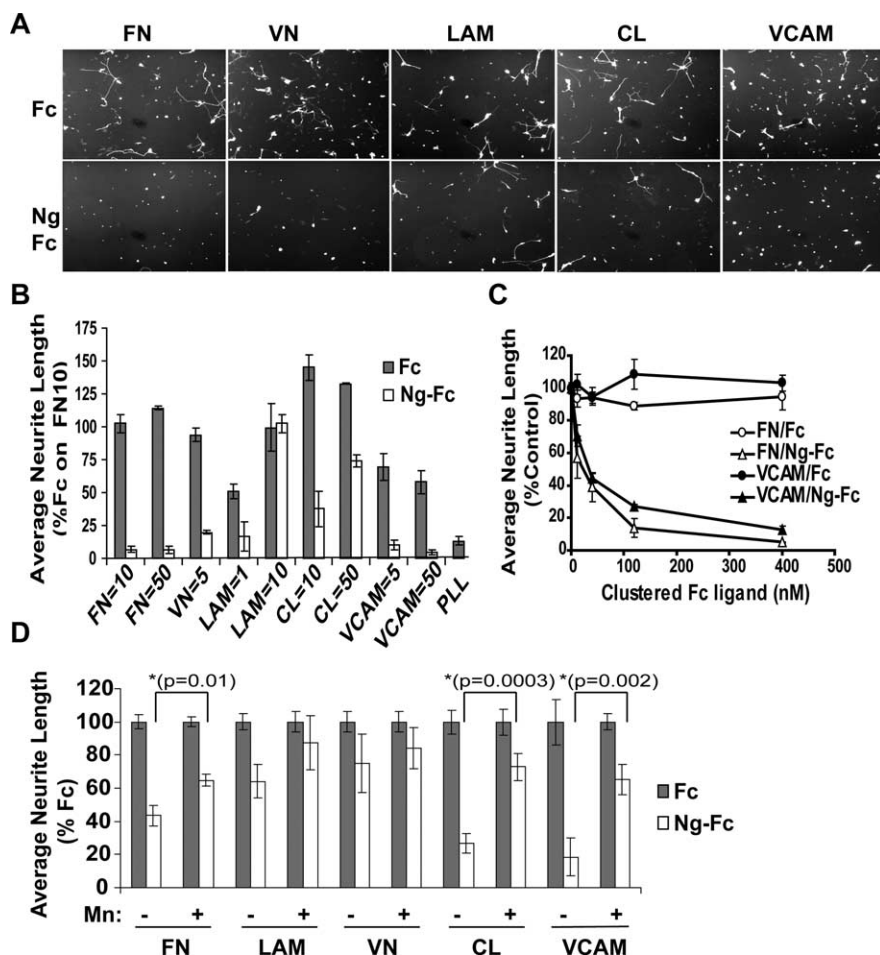 A
FN VN LAM CL VCAM
Fc
Ng
Fc
B
Average Neurite Length
(%Fc on FN10)
175
150
125
100
75
50
25
0
Fc
Ng-Fc
FN=10 FN=50 VN=5 LAM=1 LAM=10 CL=10 CL=50 VCAM=5 VCAM=50 PLL
C
Average Neurite Length
(%Control)
120
100
80
60
40
20
0
FN/Fc
FN/Ng-Fc
VCAM/Fc
VCAM/Ng-Fc
0 100 200 300 400 500
Clustered Fc ligand (nM)
D
Average Neurite Length
(% Fc)
120
100
80
60
40
20
0
*(p=0.01) *(p=0.0003) *(p=0.002)
Fc
Ng-Fc
Mn: - + - + - + - + - +
FN LAM VN CL VCAM